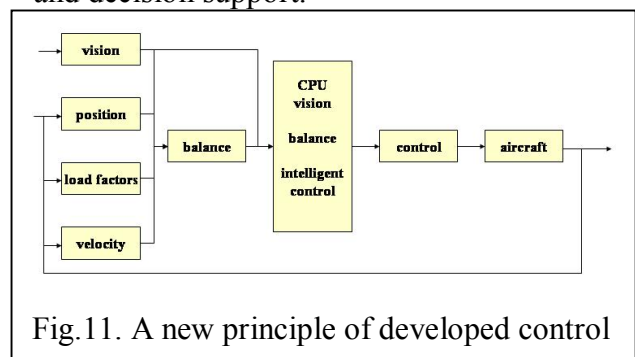 and decision support.
vision
position
load factors
velocity
balance
CPU
vision
balance
intelligent
control
control
aircraft
Fig.11. A new principle of developed control